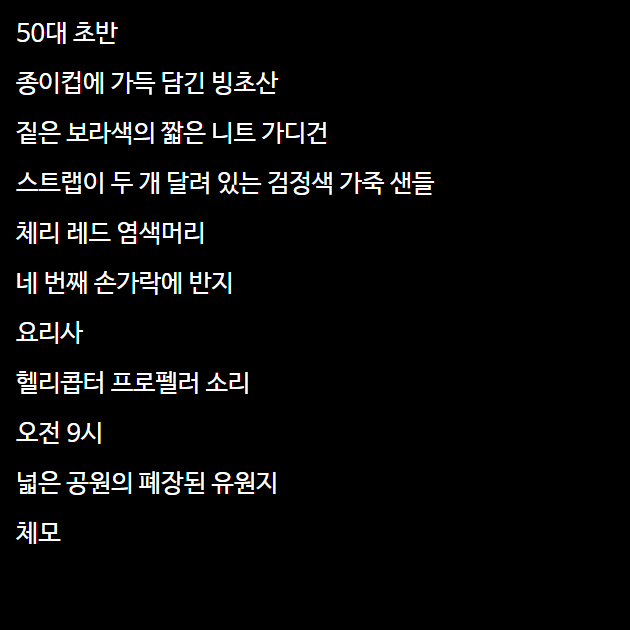 50대 초반
종이컵에 가득 담긴 빙초산
짙은 보라색의 짧은 니트 가디건
스트랩이 두 개 달려 있는 검정색 가죽 샌들
체리 레드 염색머리
네 번째 손가락에 반지
요리사
헬리콥터 프로펠러 소리
오전 9시
넓은 공원의 폐장된 유원지
체모